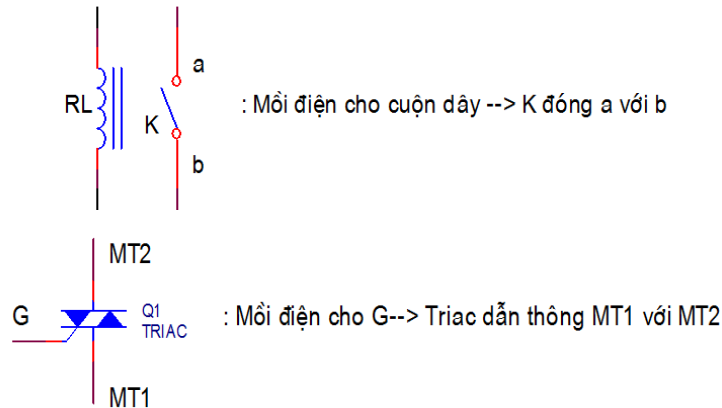 a
RL
K
: Mồi điện cho cuộn dây --> K đóng a với b
b
MT2
G
Q1
TRIAC
: Mồi điện cho G--> Triac dẫn thông MT1 với MT2
MT1